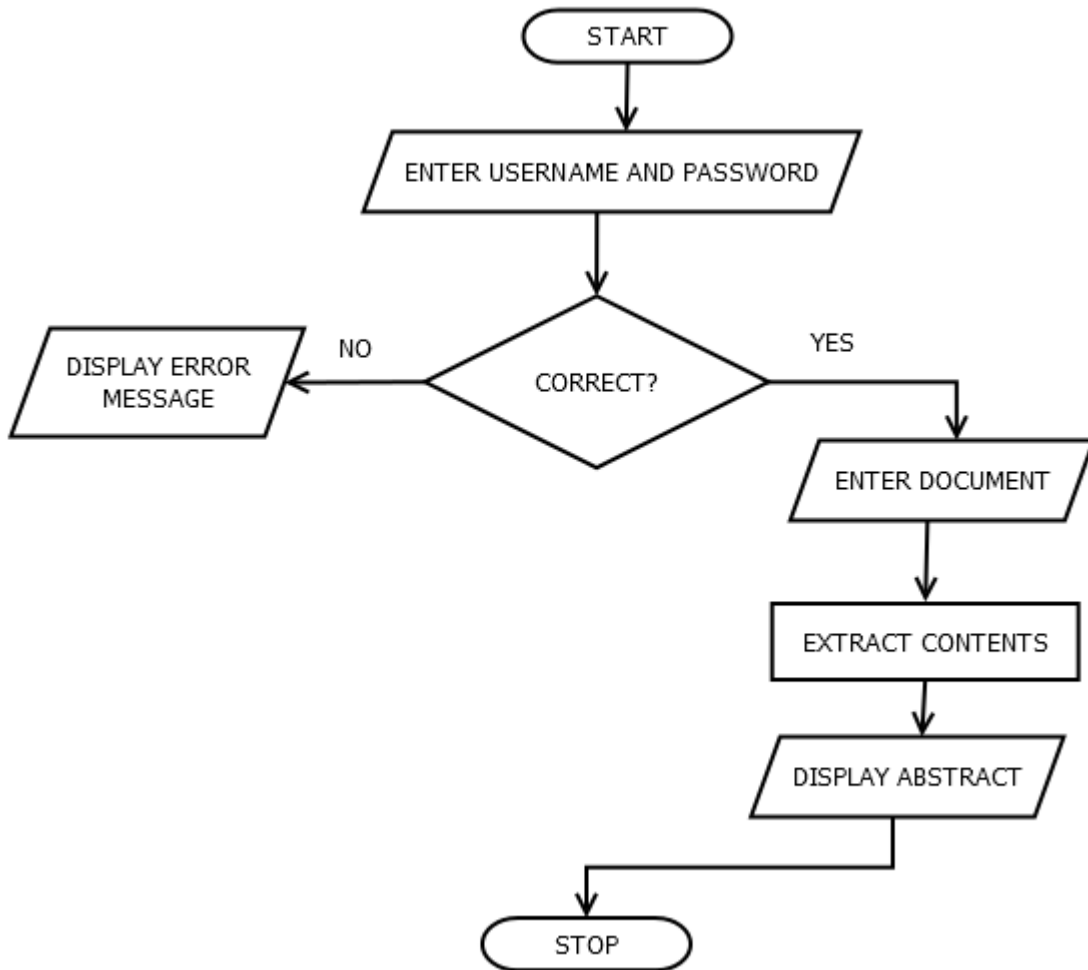 START
ENTER USERNAME AND PASSWORD
NO
YES
DISPLAY ERROR
MESSAGE
CORRECT?
ENTER DOCUMENT
EXTRACT CONTENTS
DISPLAY ABSTRACT
STOP